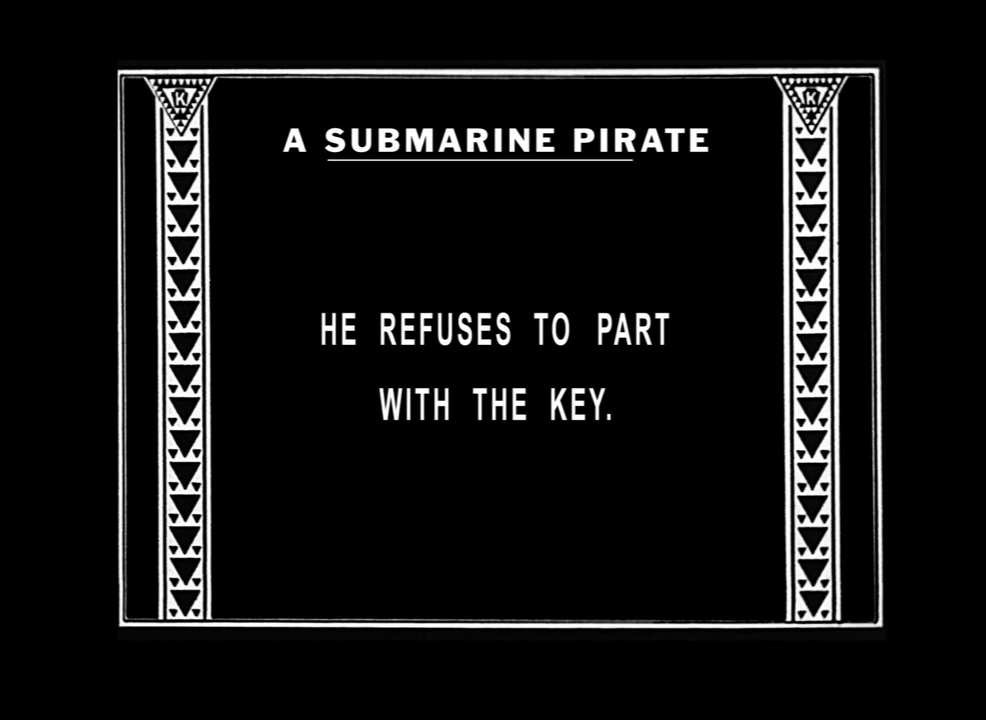 K K
A SUBMARINE PIRATE
HE REFUSES TO PART
WITH THE KEY.